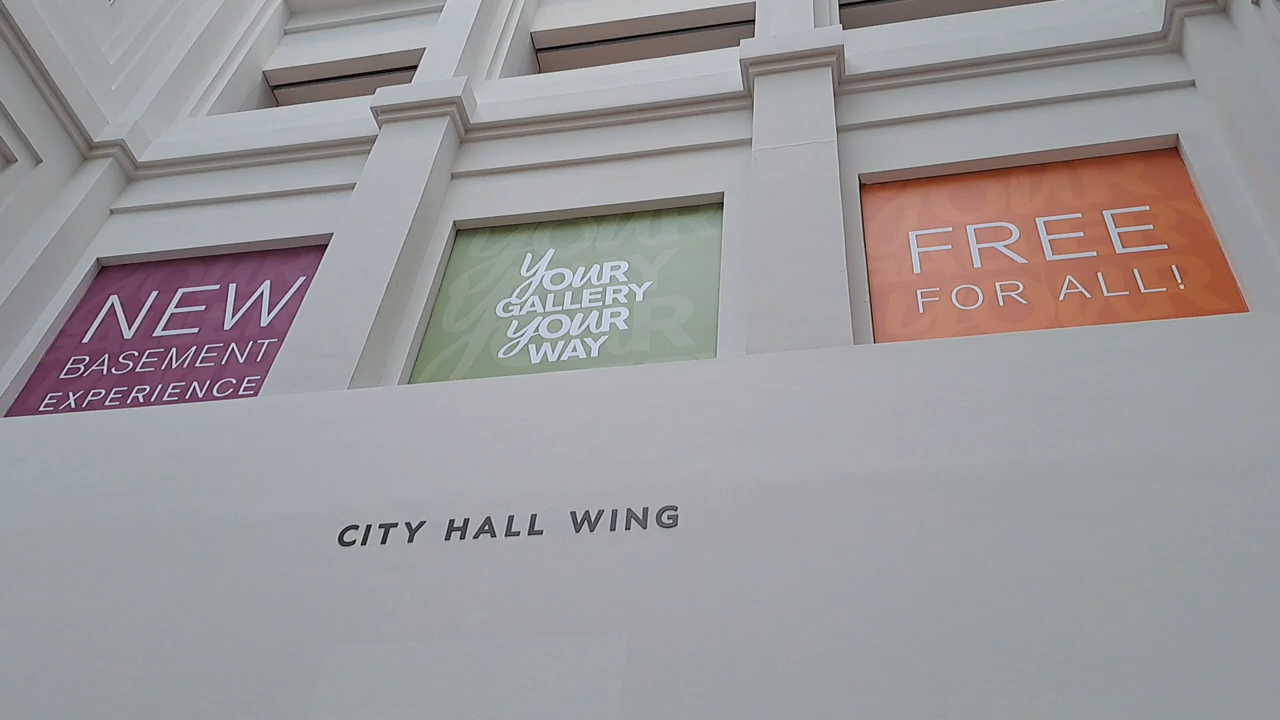 NEW
BASEMENT
EXPERIENCE
YOUR
GALLERY
YOUR
WAY
FREE
FOR ALL!
CITY HALL WING